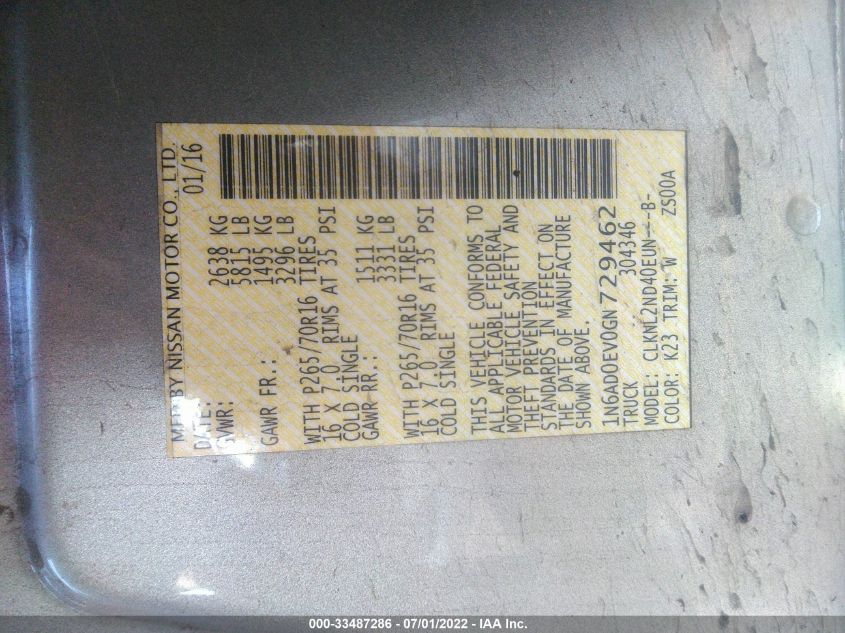 MFD BY NISSAN MOTOR CO., LTD.
DATE: 01/16
GVWR: 2638 KG
5815 LB
GAWR FR.: 1495 KG
3296 LB
WITH P265/70R16 TIRES
16 X 7.0 RIMS AT 35 PSI
COLD SINGLE
GAWR RR.: 1511 KG
3331 LB
WITH P265/70R16 TIRES
16 X 7.0 RIMS AT 35 PSI
COLD SINGLE
THIS VEHICLE CONFORMS TO
ALL APPLICABLE FEDERAL
MOTOR VEHICLE SAFETY AND
THEFT PREVENTION
STANDARDS IN EFFECT ON
THE DATE OF MANUFACTURE
SHOWN ABOVE.
1N6AD0EV0GN729462
TRUCK 304346
MODEL: CLKNL2ND40EUN---B-
COLOR: K23 TRIM: W ZS00A
000-33487286 - 07/01/2022 - IAA Inc.